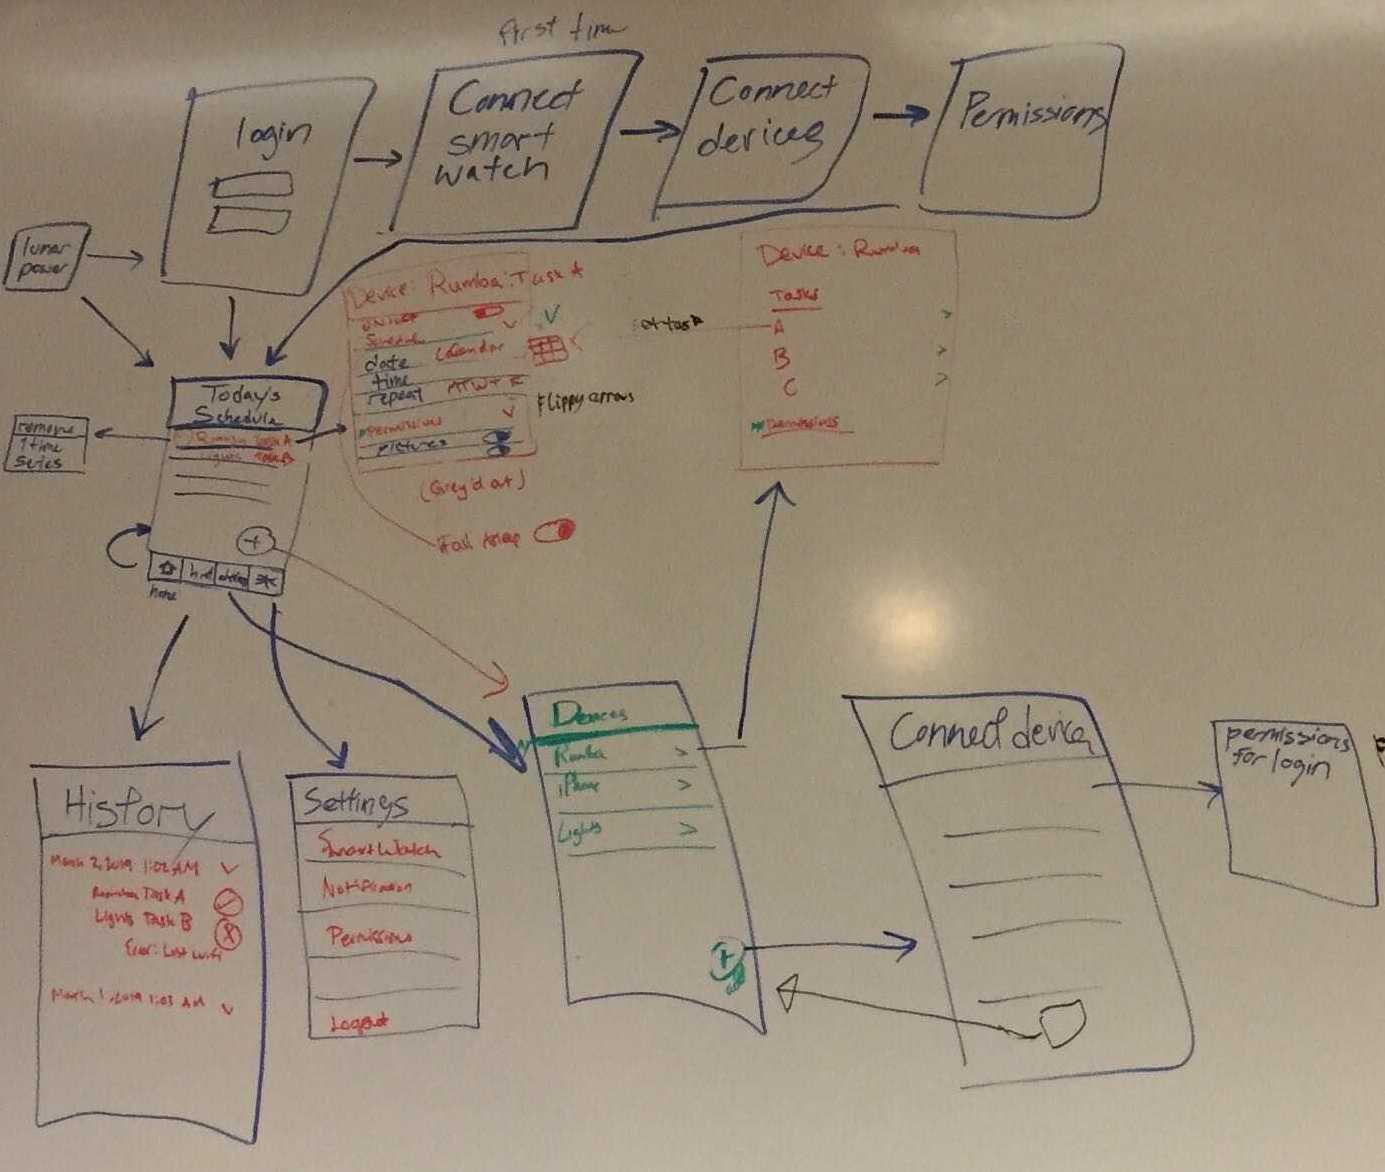 first time
login
Connect
smart
watch
Connect
devices
Permissions
lunar
power
Device: Rumba: Task A
Schedule
date Calendar
time
repeat MTWTF
permissions
pictures
(Grey'd out)
flippy arrows
Task Asleep
Device: Rumba
Tasks
A
B
C
Permissions
Today's
Schedule
Rumba Task A
Lights Task B
remove
1 time
series
+
home
History
March 2, 2019 1:02 AM
Rumba Task A
Lights Task B
Error: Lost wifi
March 1, 2019 1:03 AM
Settings
Smart Watch
Notification
Permissions
Logout
Devices
Rumba >
iPhone >
Lights >
+
add
Connect device
permissions
for login